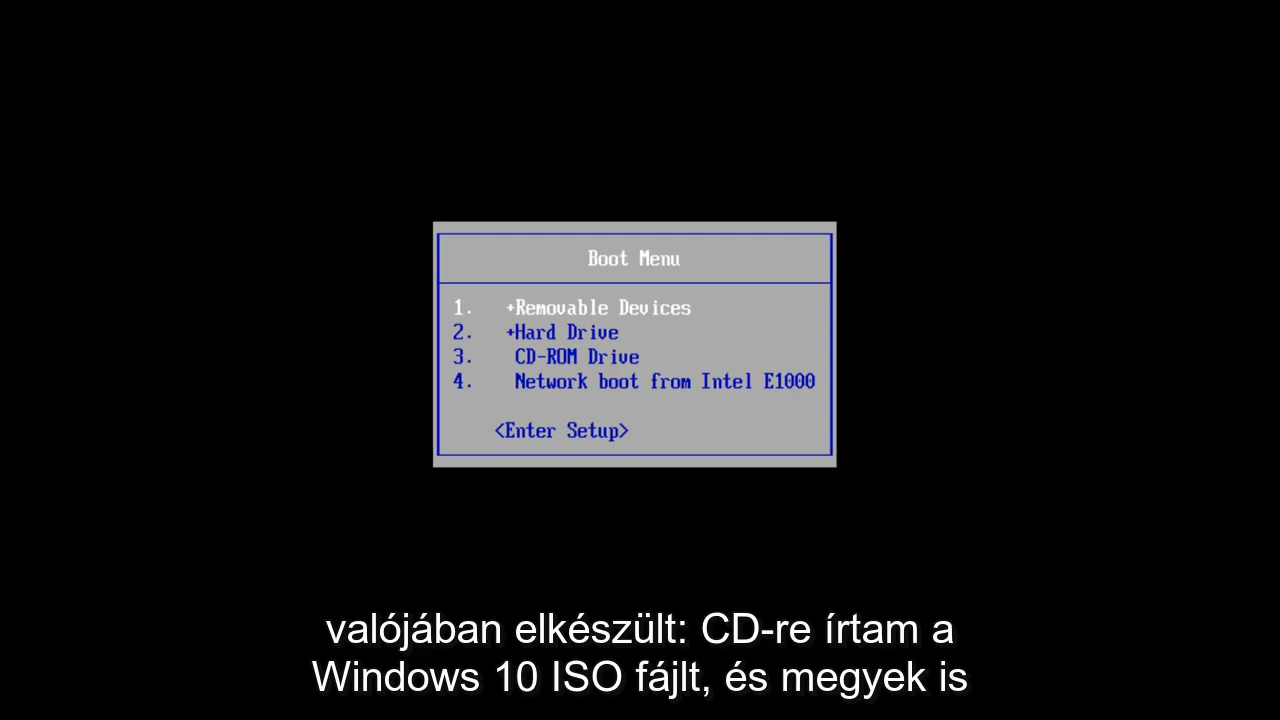 Boot Menu
1. +Removable Devices
2. +Hard Drive
3. CD-ROM Drive
4. Network boot from Intel E1000
<Enter Setup>
valójában elkészült: CD-re írtam a
Windows 10 ISO fájlt, és megyek is